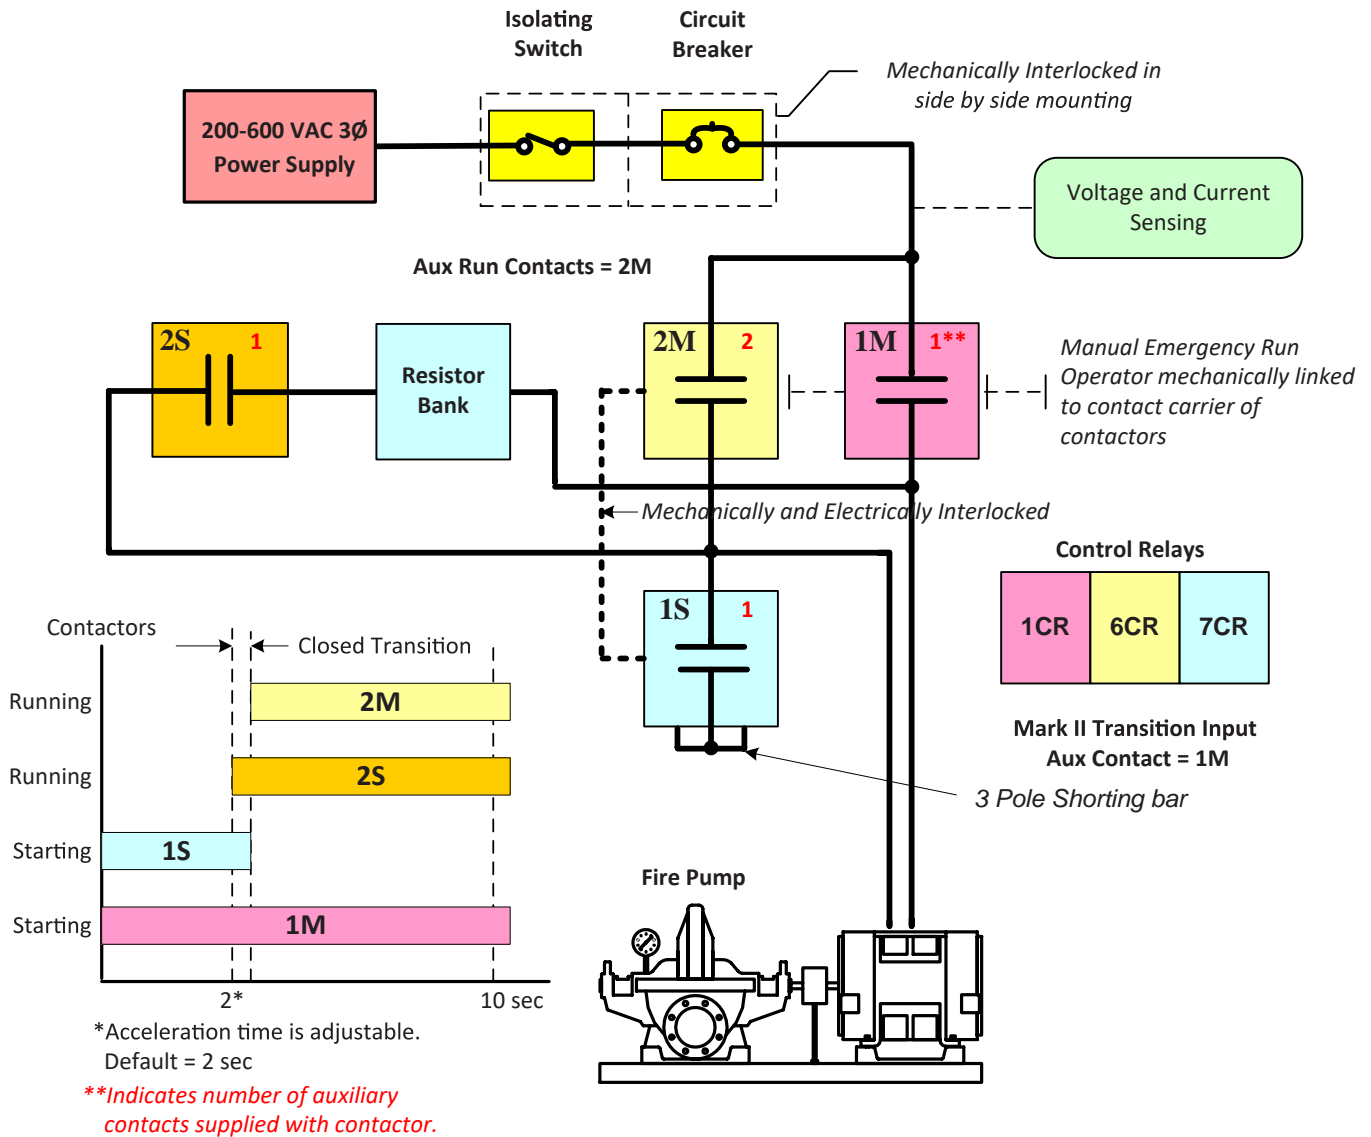 Isolating
Switch
Circuit
Breaker
Mechanically Interlocked in
side by side mounting
200-600 VAC 3Ø
Power Supply
Voltage and Current
Sensing
Aux Run Contacts = 2M
2S 1
Resistor
Bank
2M 2
1M 1**
Manual Emergency Run
Operator mechanically linked
to contact carrier of
contactors
Mechanically and Electrically Interlocked
Control Relays
1CR 6CR 7CR
1S 1
Mark II Transition Input
Aux Contact = 1M
3 Pole Shorting bar
Contactors
Closed Transition
Running 2M
Running 2S
Starting 1S
Starting 1M
2* 10 sec
*Acceleration time is adjustable.
Default = 2 sec
**Indicates number of auxiliary
contacts supplied with contactor.
Fire Pump